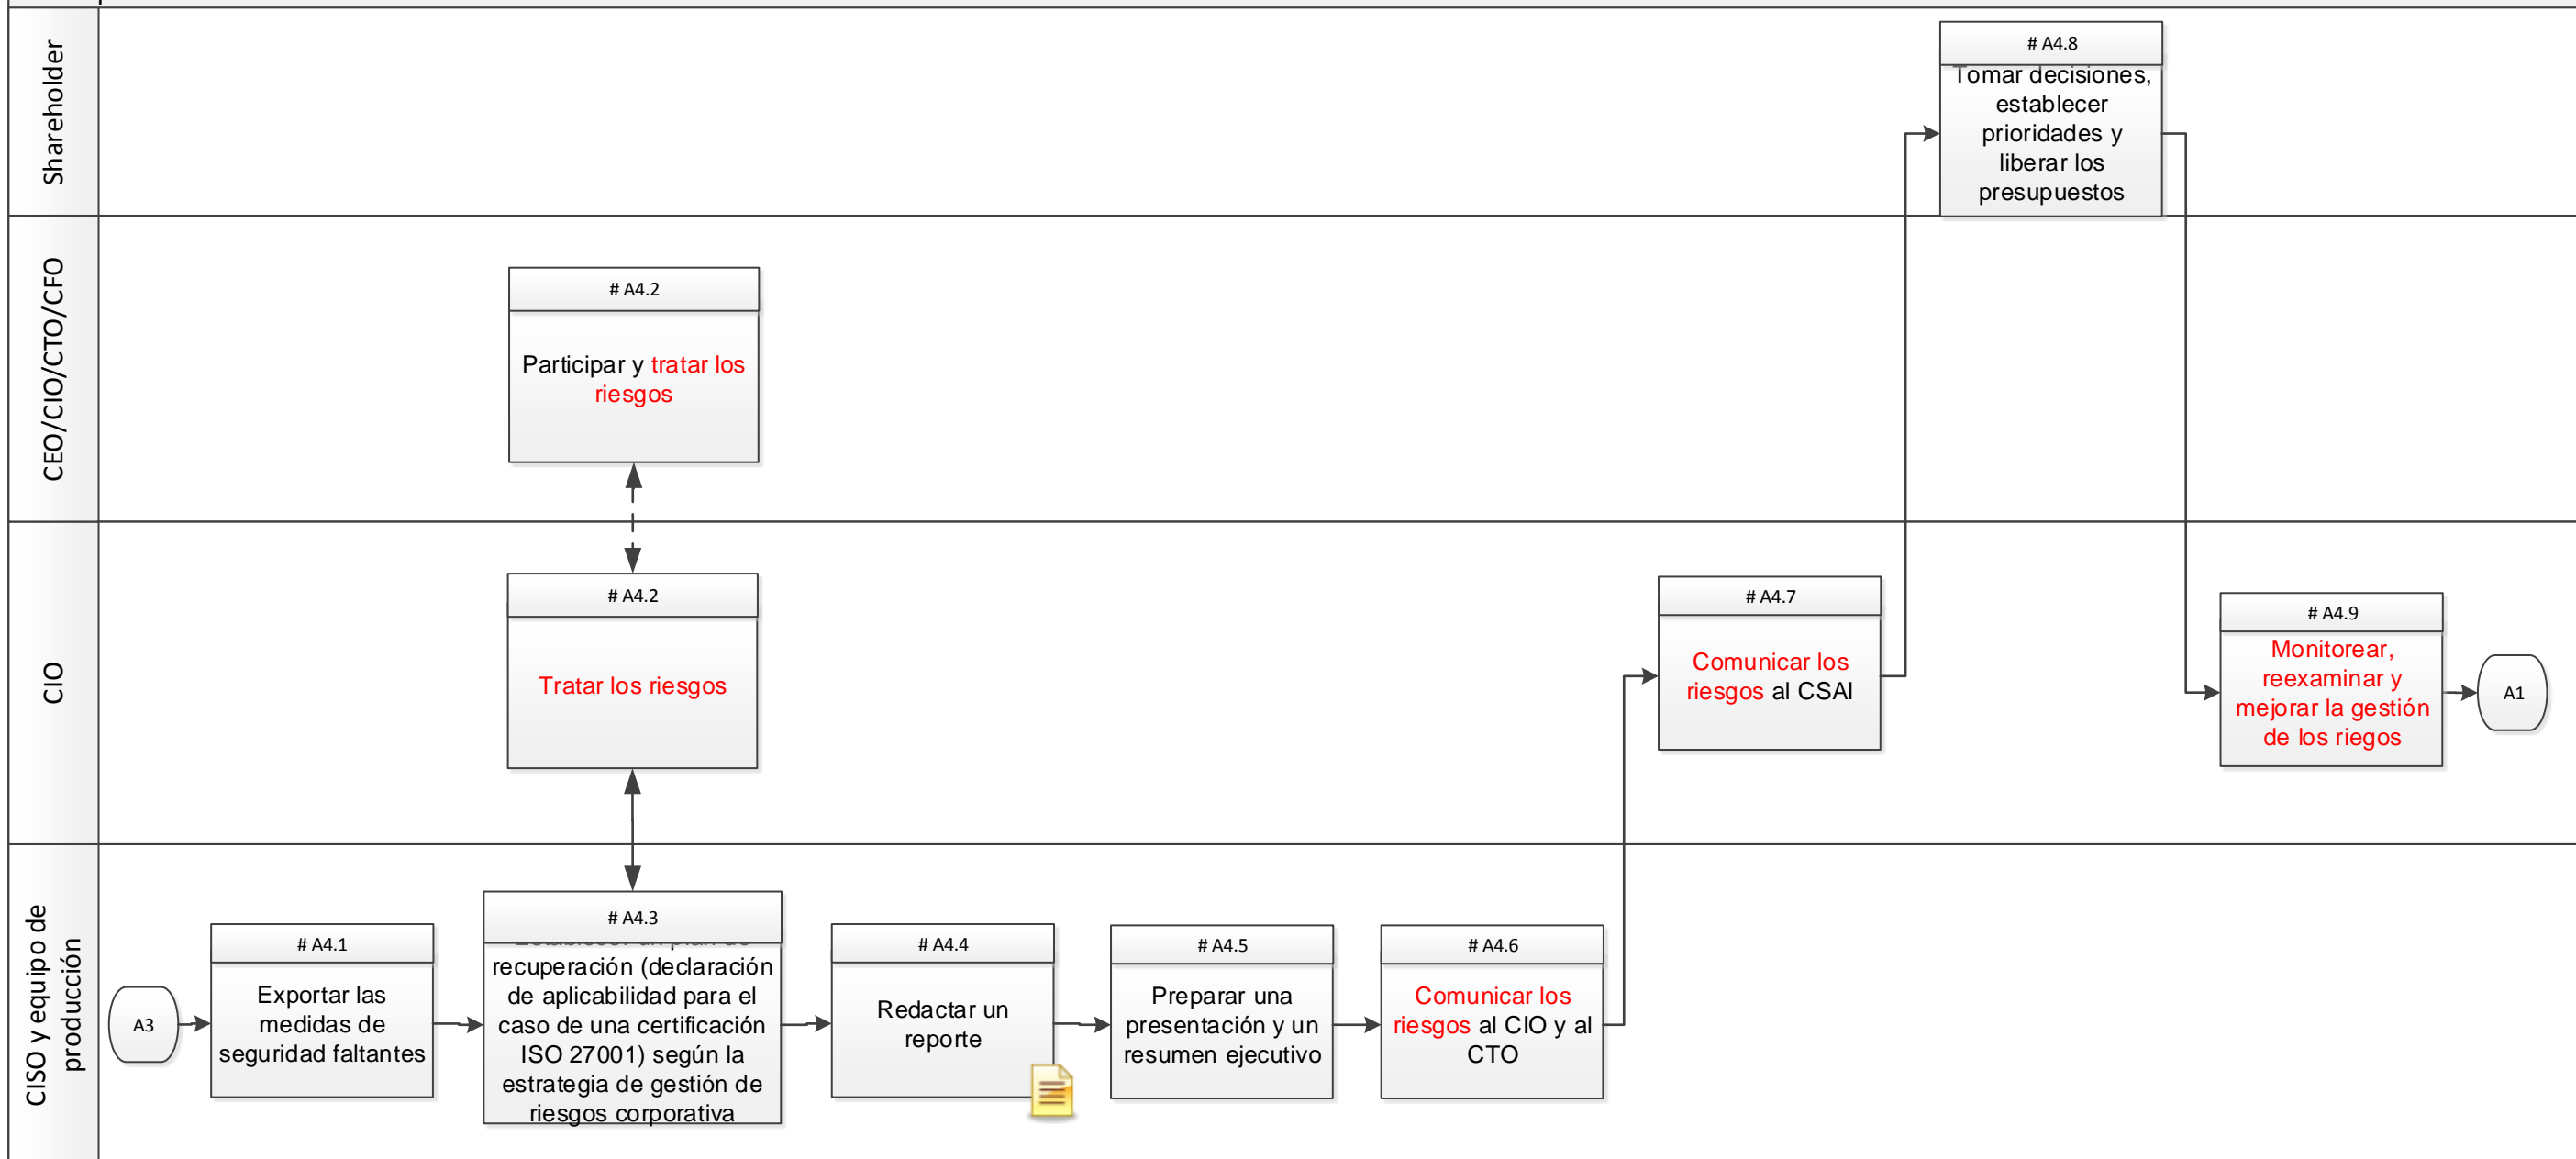 Shareholder
# A4.8
Tomar decisiones,
establecer
prioridades y
liberar los
presupuestos
CEO/CIO/CTO/CFO
# A4.2
Participar y tratar los
riesgos
CIO
# A4.2
Tratar los riesgos
# A4.7
Comunicar los
riesgos al CSAI
# A4.9
Monitorear,
reexaminar y
mejorar la gestión
de los riegos
A1
CISO y equipo de
producción
A3
# A4.1
Exportar las
medidas de
seguridad faltantes
# A4.3
recuperación (declaración
de aplicabilidad para el
caso de una certificación
ISO 27001) según la
estrategia de gestión de
riesgos corporativa
# A4.4
Redactar un
reporte
# A4.5
Preparar una
presentación y un
resumen ejecutivo
# A4.6
Comunicar los
riesgos al CIO y al
CTO